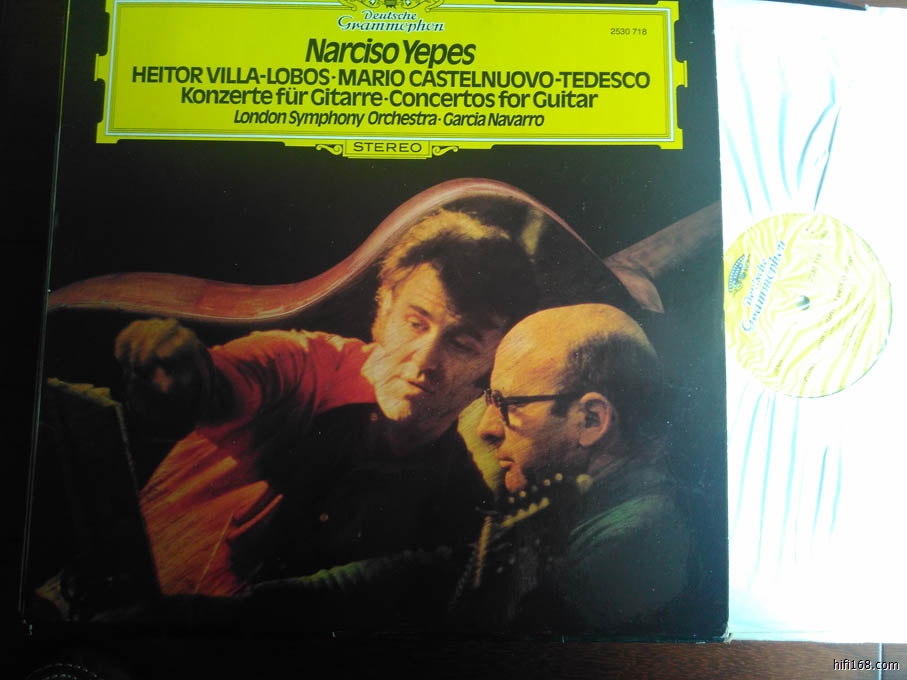 Deutsche
Grammophon
2530 718
Narciso Yepes
HEITOR VILLA-LOBOS · MARIO CASTELNUOVO-TEDESCO
Konzerte für Gitarre · Concertos for Guitar
London Symphony Orchestra · Garcia Navarro
STEREO
Deutsche
Grammophon
hifi168.com